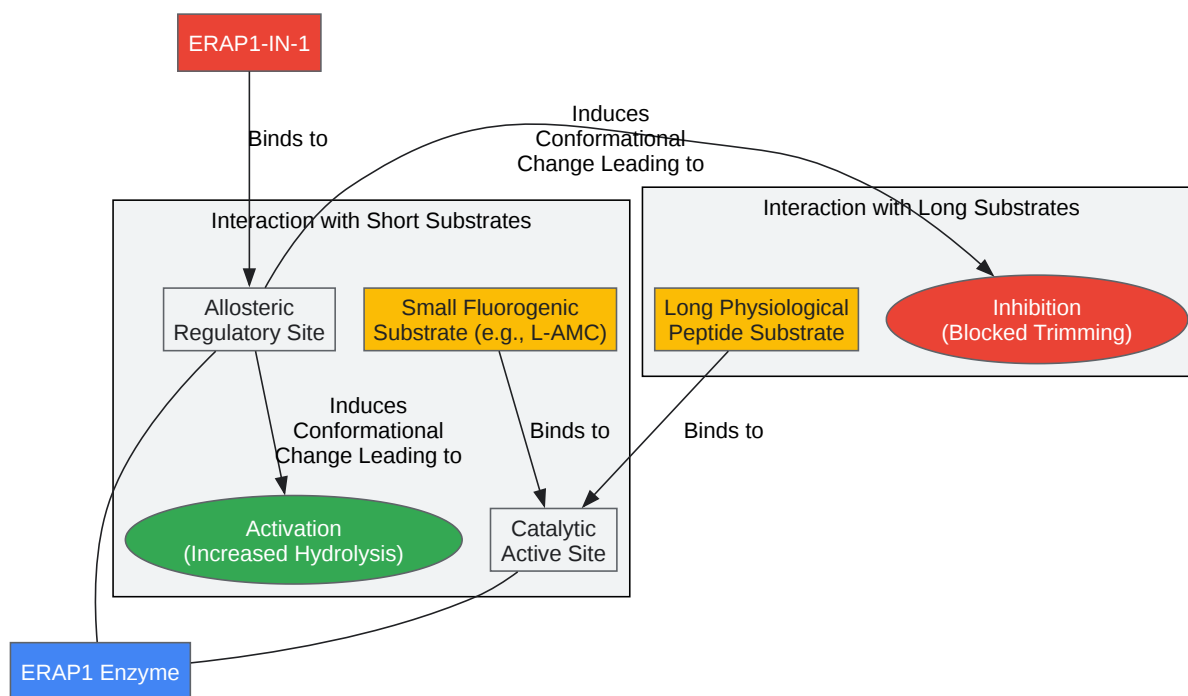 ERAP1-IN-1
Binds to
Induces
Conformational
Change Leading to
Interaction with Short Substrates
Interaction with Long Substrates
Allosteric
Regulatory Site
Small Fluorogenic
Substrate (e.g., L-AMC)
Long Physiological
Peptide Substrate
Inhibition
(Blocked Trimming)
Induces
Conformational
Change Leading to
Binds to
Binds to
Activation
(Increased Hydrolysis)
Catalytic
Active Site
ERAP1 Enzyme